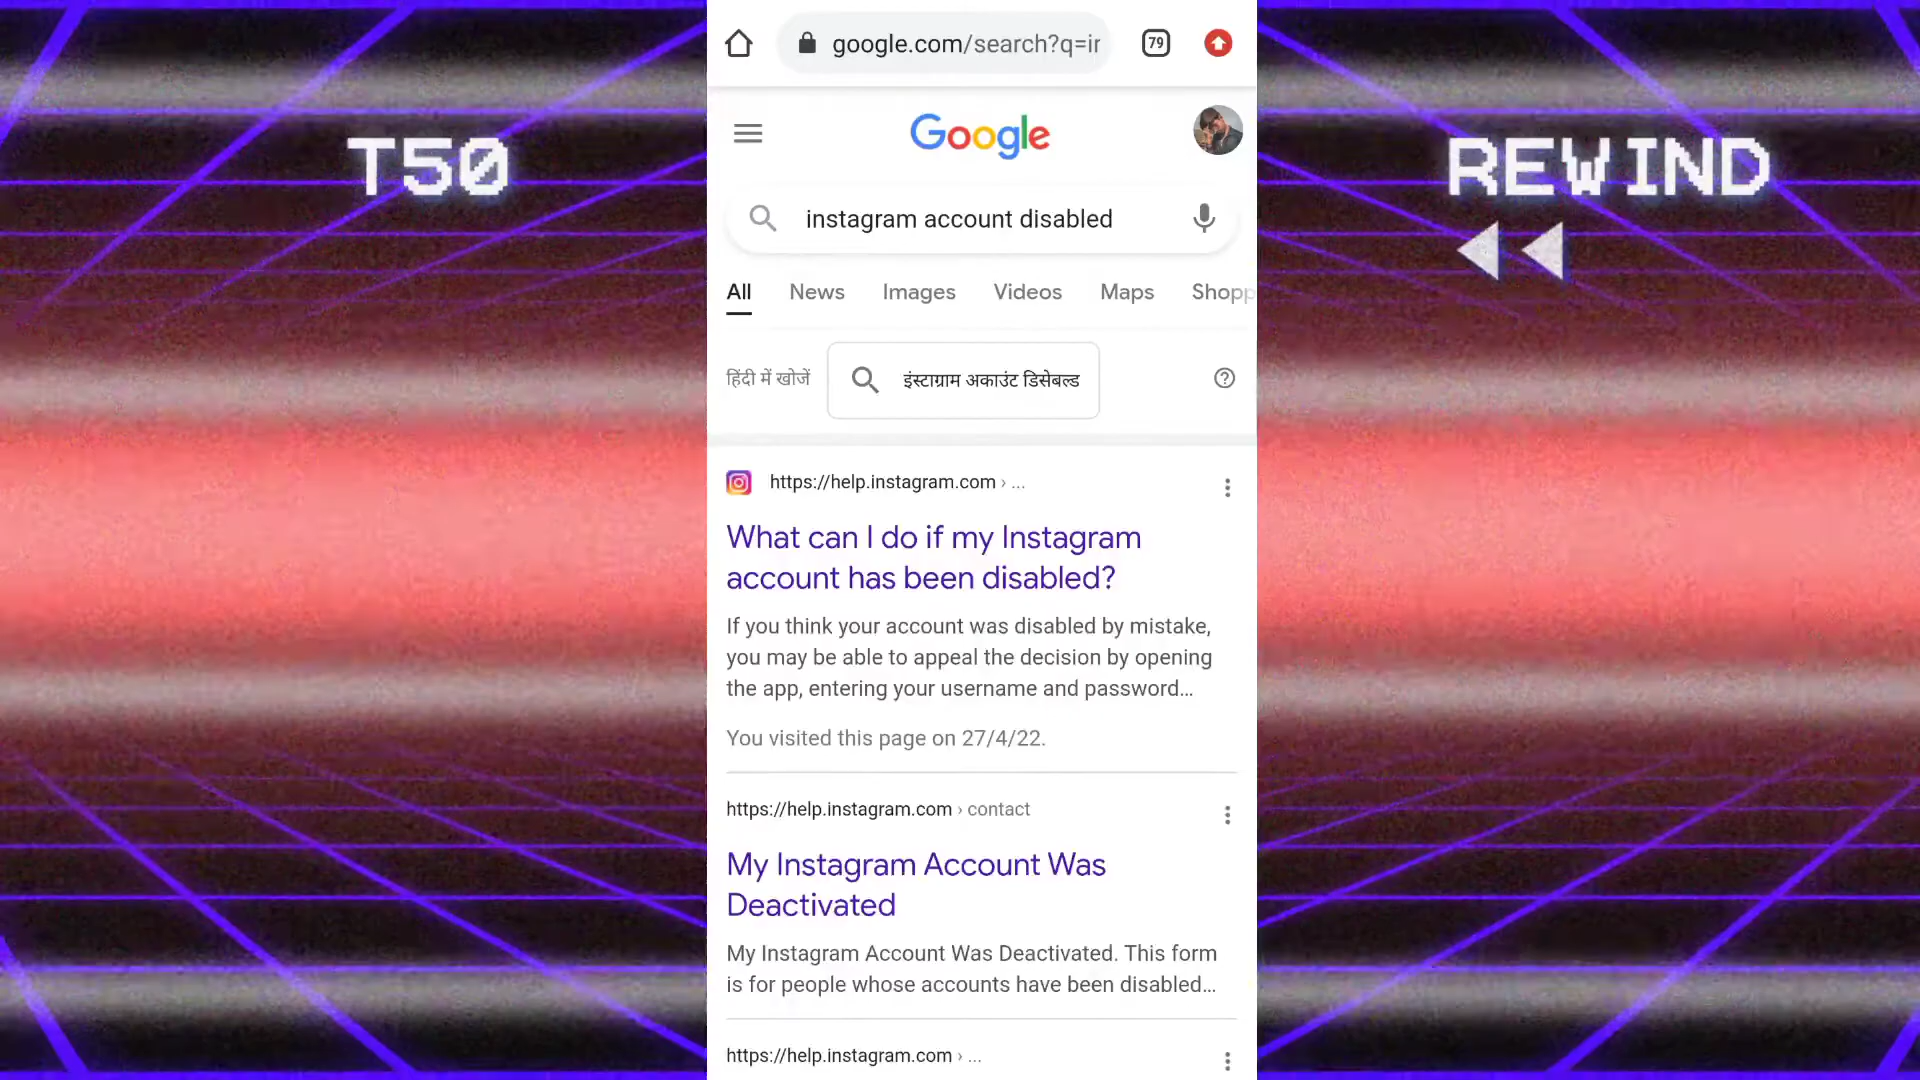 T50
REWIND
79
google.com/search?q=ir
Google
instagram account disabled
All News Images Videos Maps Shopp
हिंदी में खोजें इंस्टाग्राम अकाउंट डिसेबल्ड
https://help.instagram.com › ...
What can I do if my Instagram
account has been disabled?
If you think your account was disabled by mistake,
you may be able to appeal the decision by opening
the app, entering your username and password...
You visited this page on 27/4/22.
https://help.instagram.com › contact
My Instagram Account Was
Deactivated
My Instagram Account Was Deactivated. This form
is for people whose accounts have been disabled...
https://help.instagram.com › ...